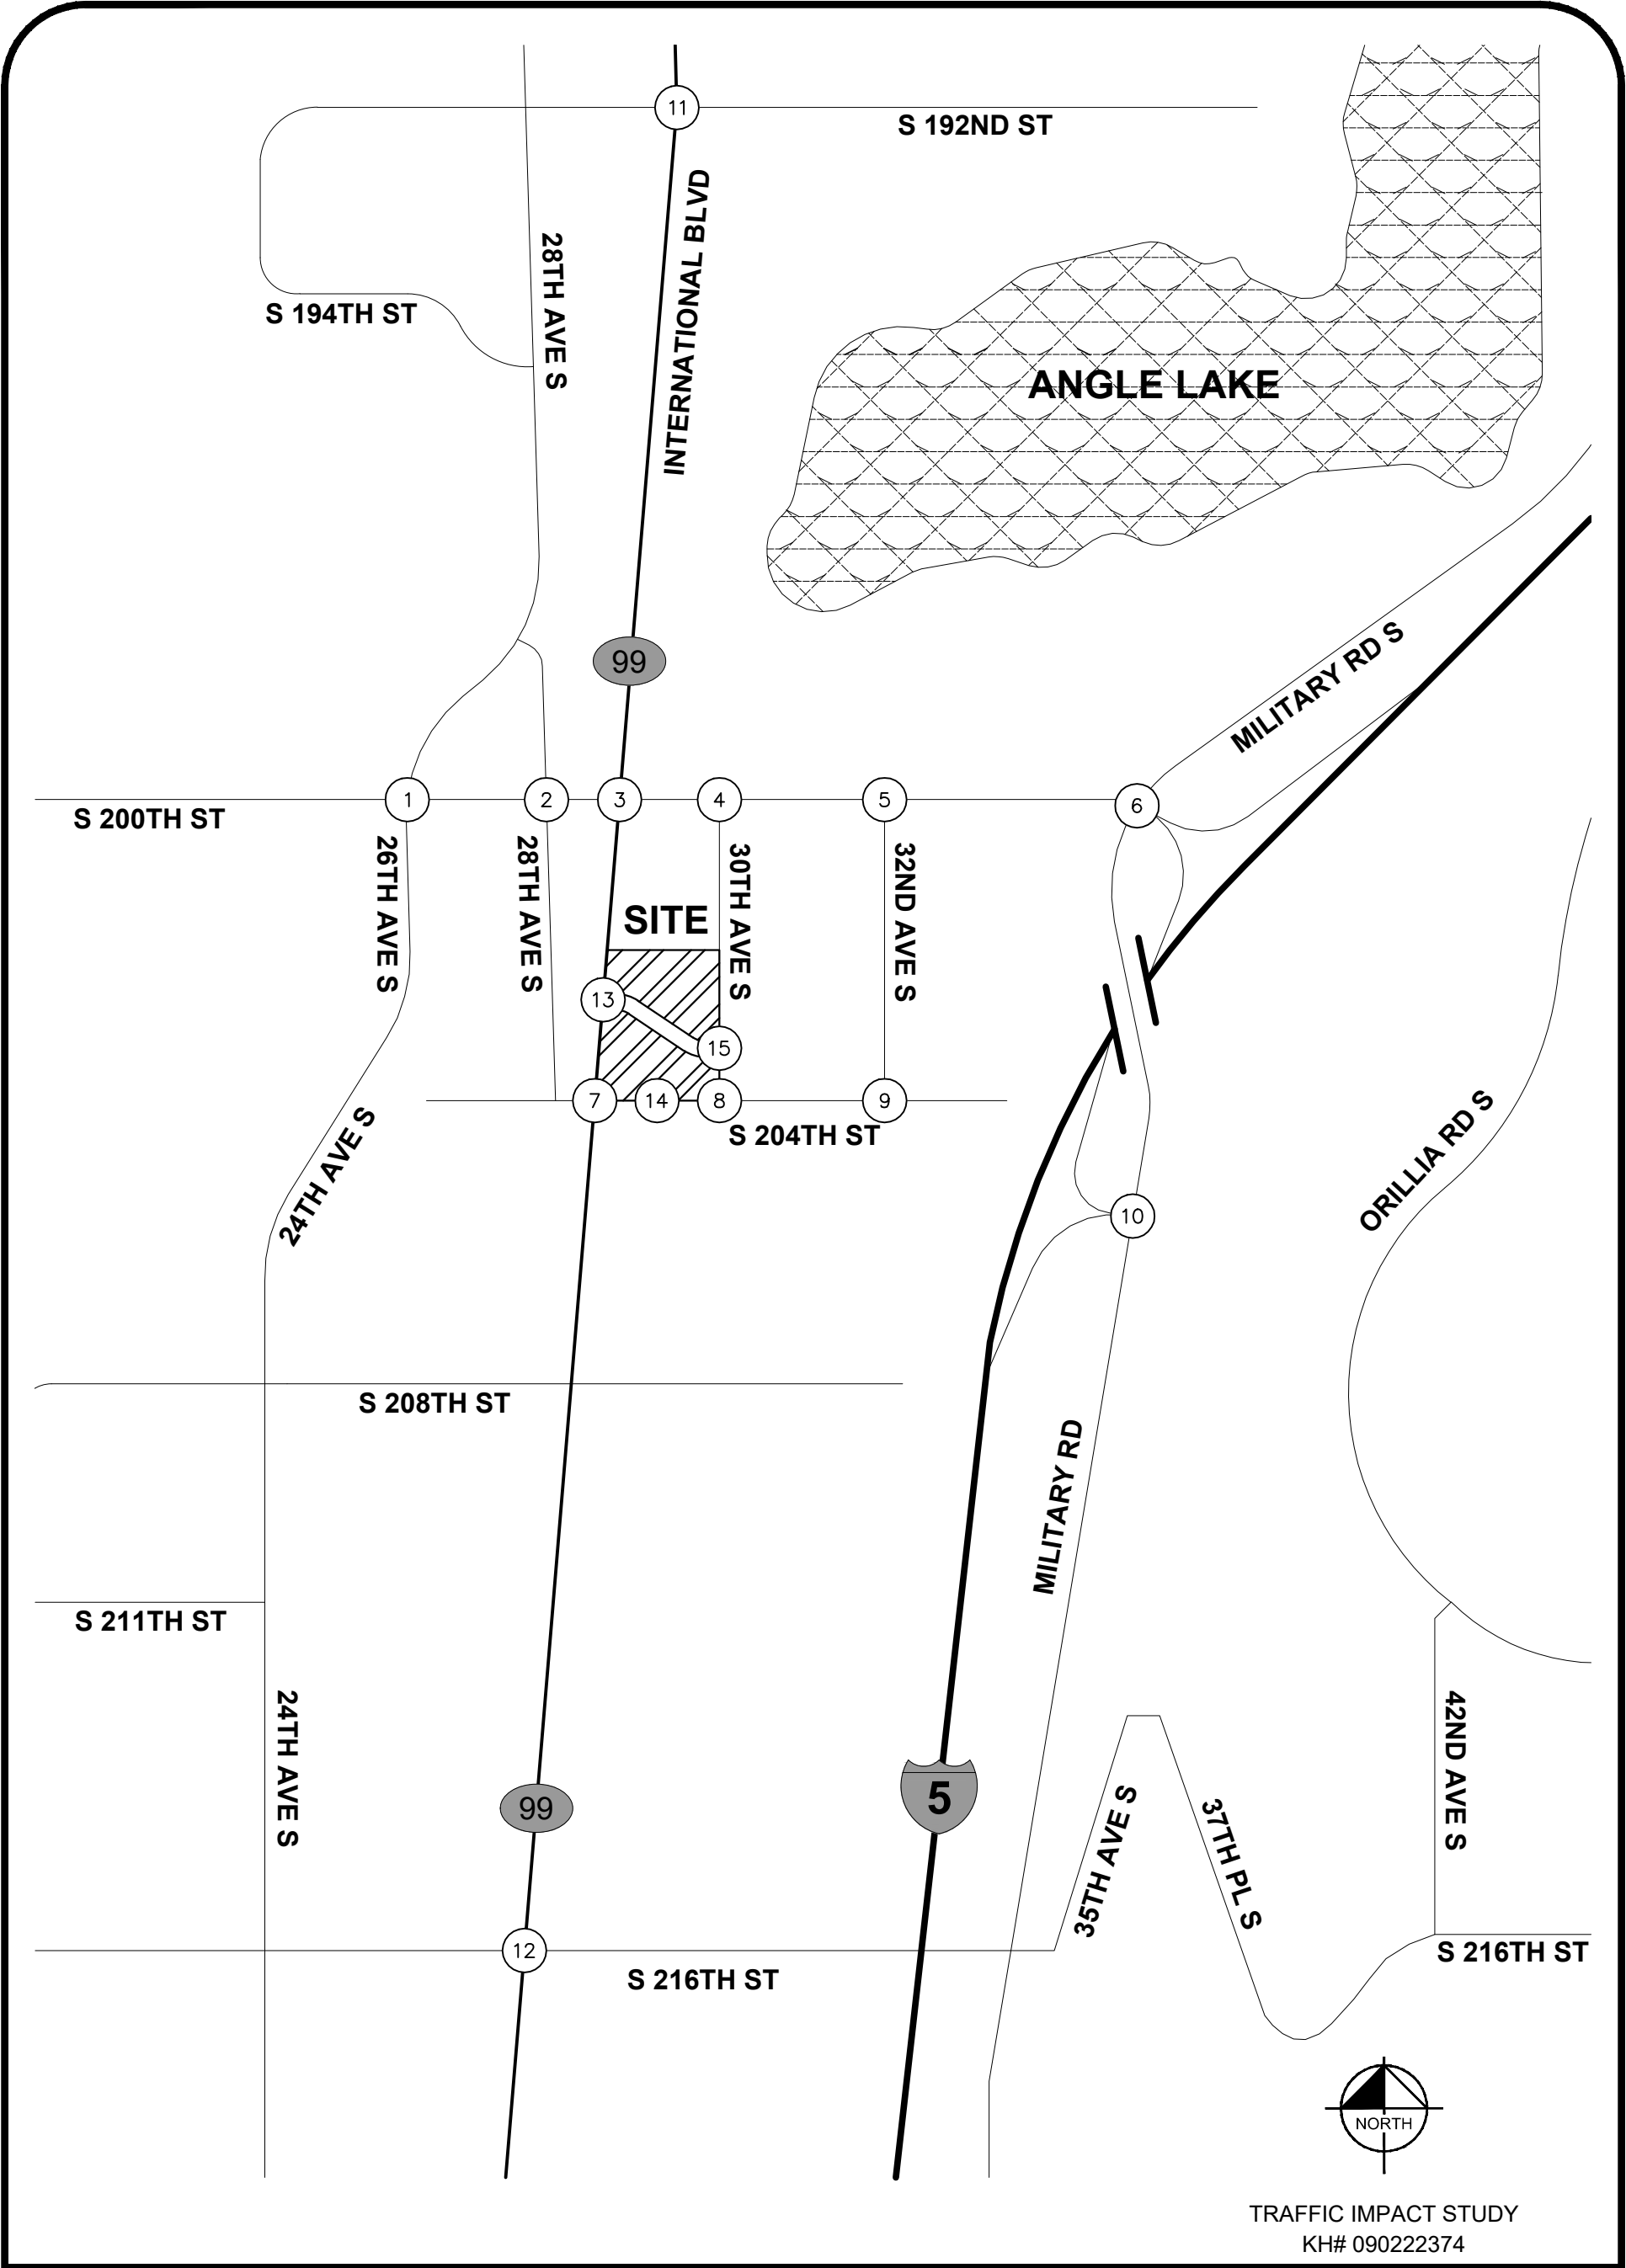 11
S 192ND ST
INTERNATIONAL BLVD
28TH AVE S
S 194TH ST
ANGLE LAKE
99
MILITARY RD S
1
2
3
4
5
6
S 200TH ST
26TH AVE S
28TH AVE S
30TH AVE S
32ND AVE S
SITE
13
15
7
14
8
9
S 204TH ST
24TH AVE S
ORILLIA RD S
10
S 208TH ST
MILITARY RD
S 211TH ST
24TH AVE S
42ND AVE S
99
5
35TH AVE S
37TH PL S
12
S 216TH ST
S 216TH ST
NORTH
TRAFFIC IMPACT STUDY
KH# 090222374